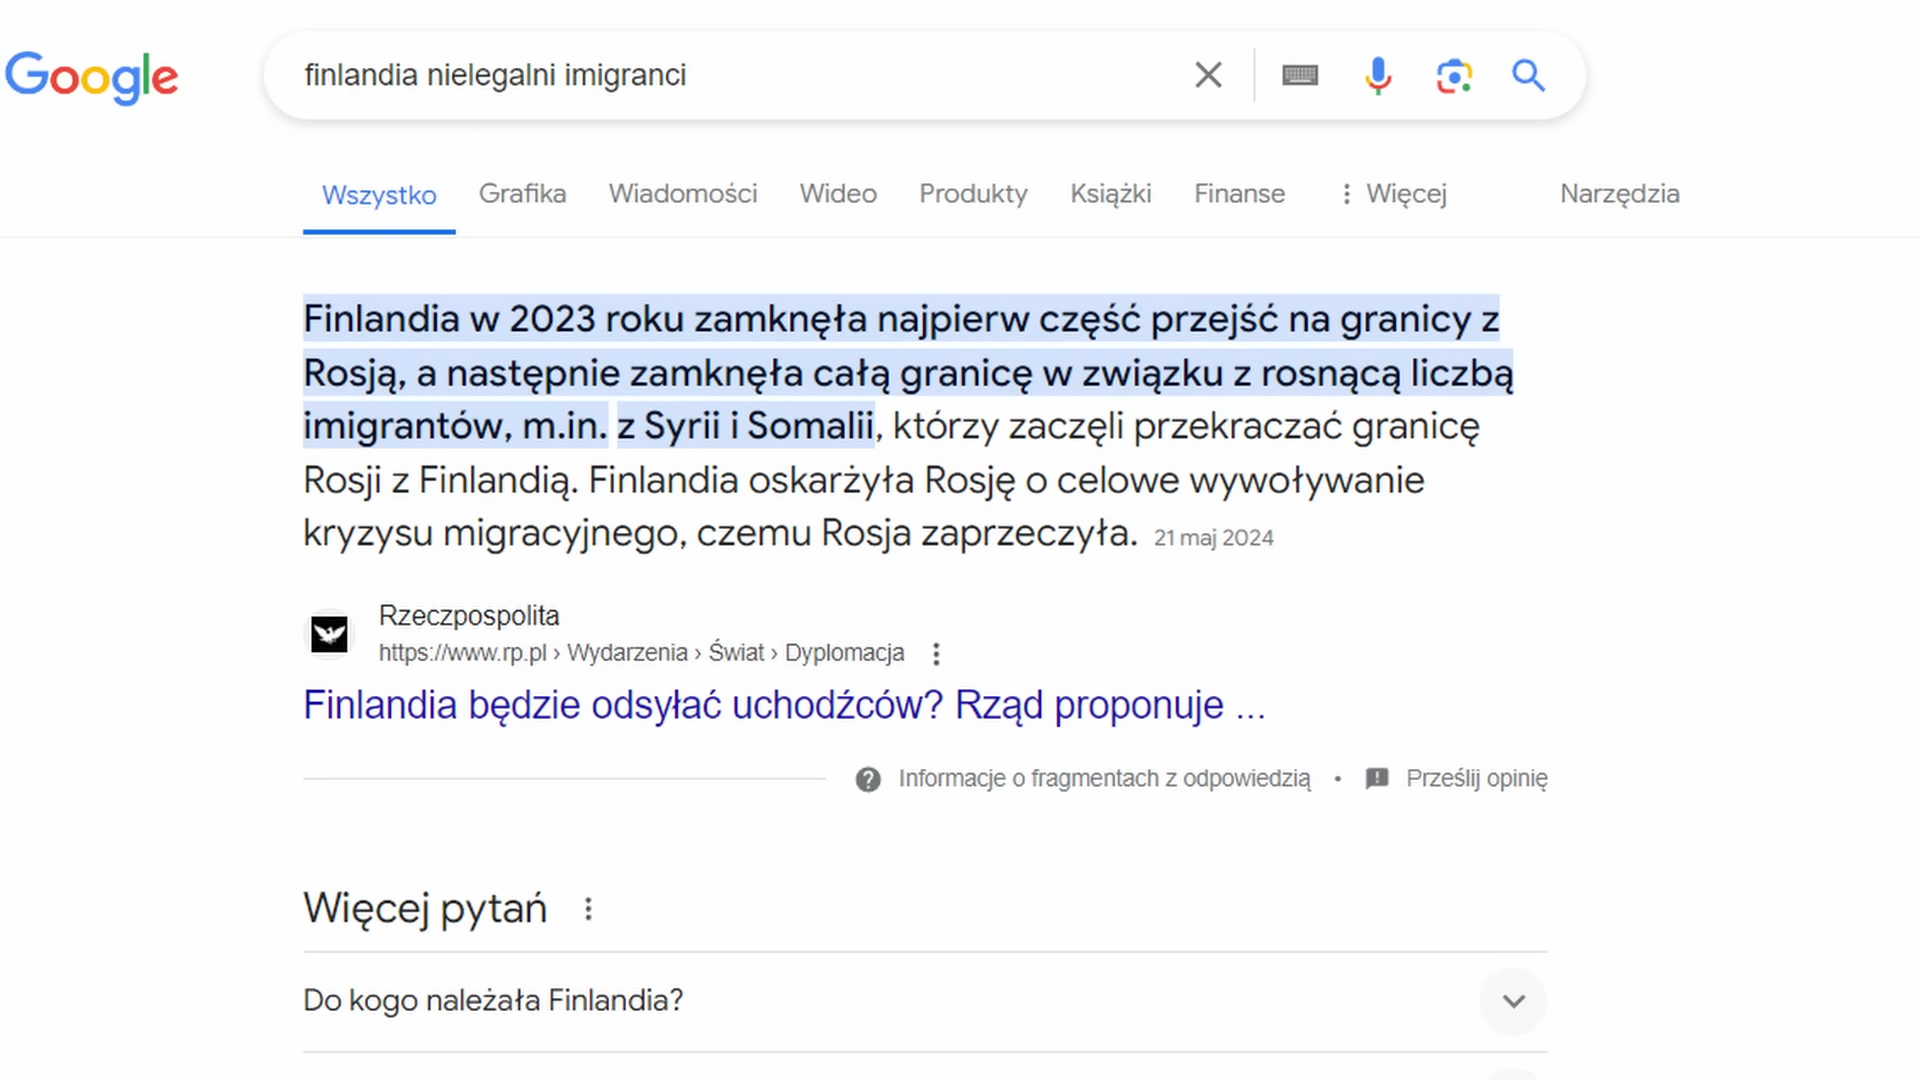 Google
finlandia nielegalni imigranci
Wszystko Grafika Wiadomości Wideo Produkty Książki Finanse Więcej Narzędzia
Finlandia w 2023 roku zamknęła najpierw część przejść na granicy z
Rosją, a następnie zamknęła całą granicę w związku z rosnącą liczbą
imigrantów, m.in. z Syrii i Somalii, którzy zaczęli przekraczać granicę
Rosji z Finlandią. Finlandia oskarżyła Rosję o celowe wywoływanie
kryzysu migracyjnego, czemu Rosja zaprzeczyła. 21 maj 2024
Rzeczpospolita
https://www.rp.pl › Wydarzenia › Świat › Dyplomacja
Finlandia będzie odsyłać uchodźców? Rząd proponuje ...
Informacje o fragmentach z odpowiedzią • Prześlij opinię
Więcej pytań
Do kogo należała Finlandia?